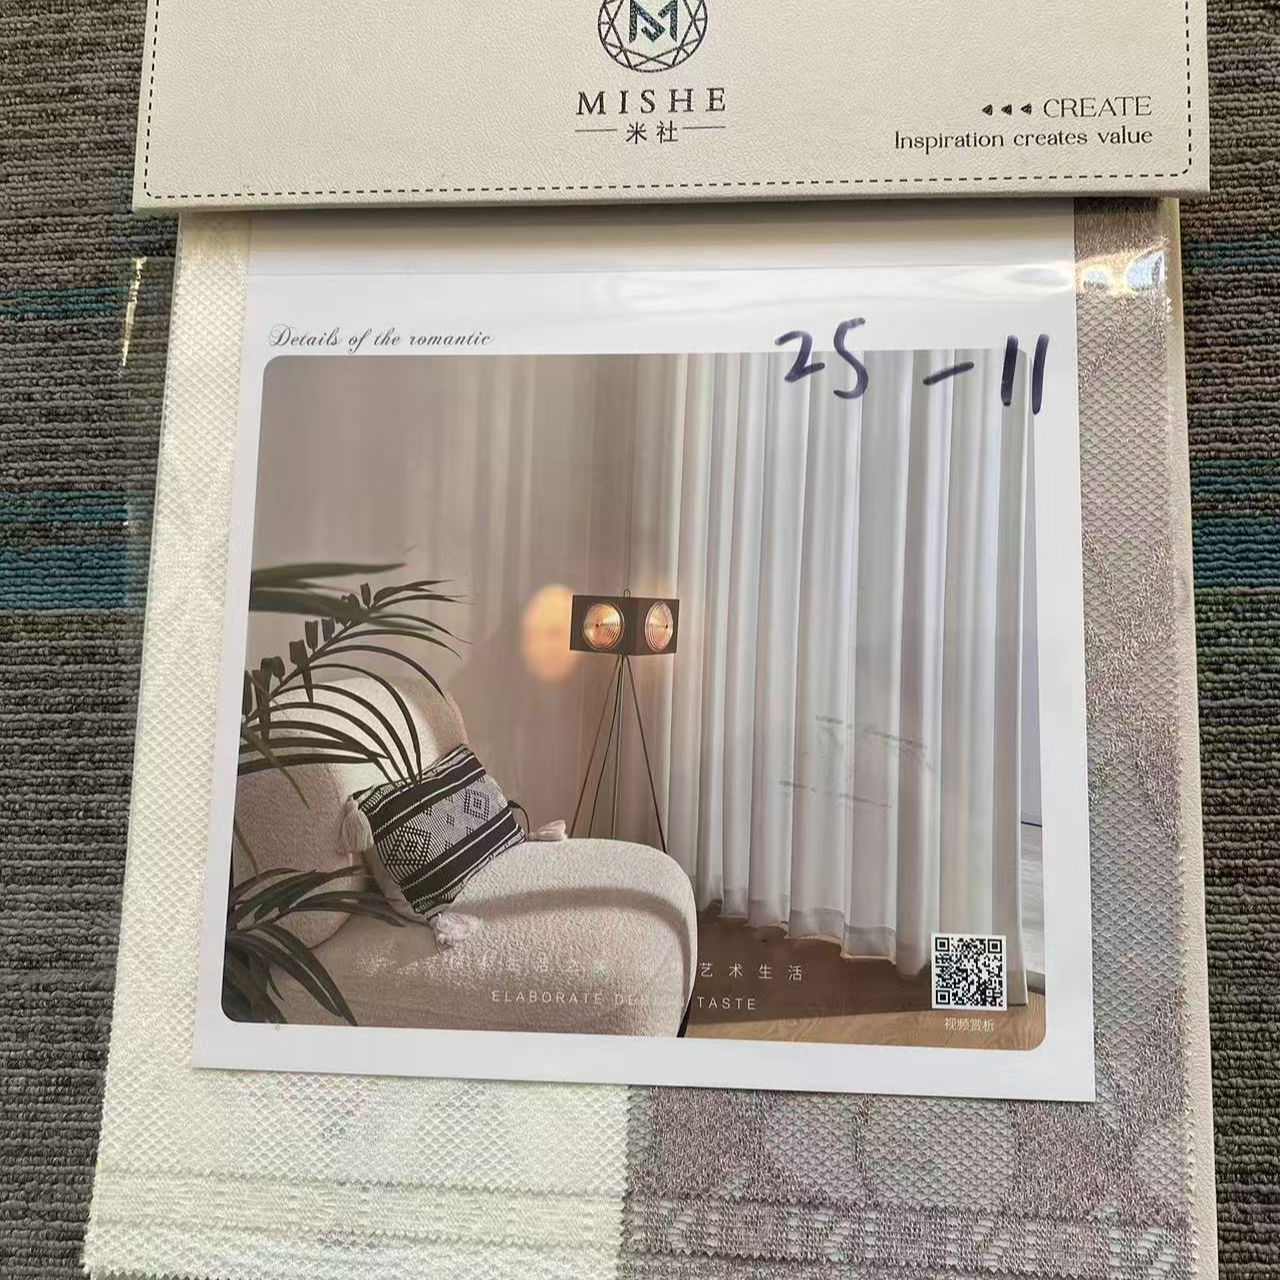 M
MISHE
米社
CREATE
Inspiration creates value
Details of the romantic
25-11
艺术生活
ELABORATE DESIGN TASTE
视频赏析